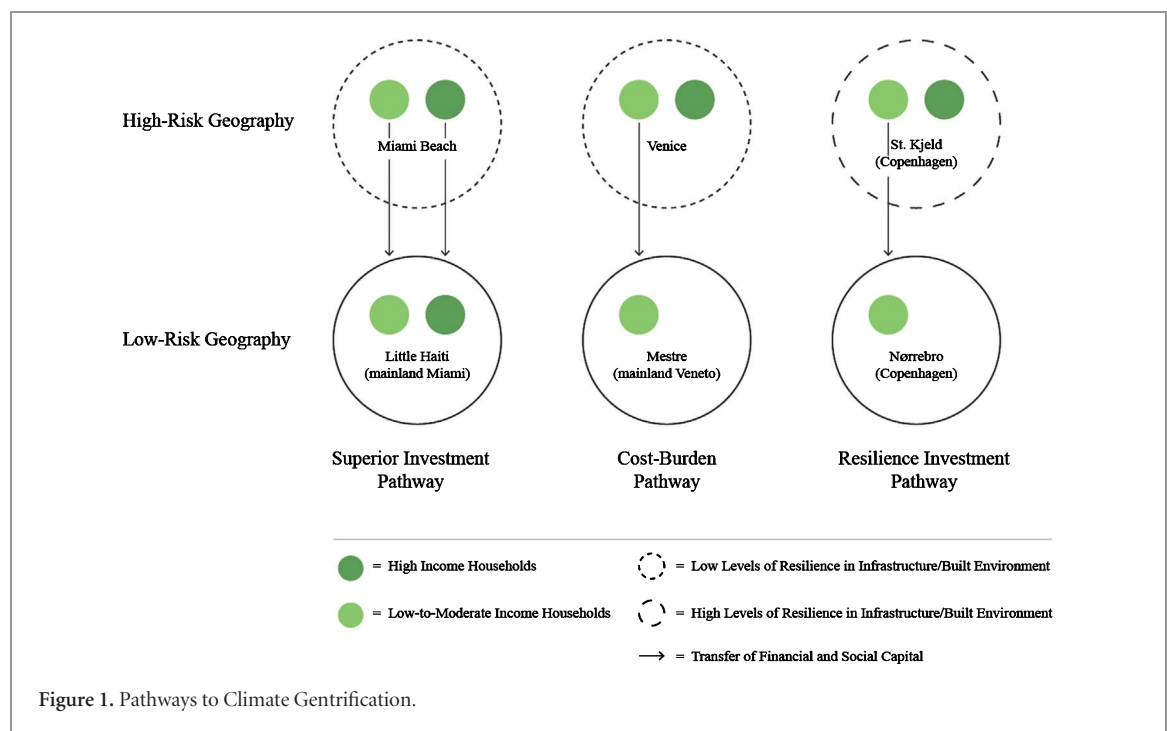 High-Risk Geography
Miami Beach
Venice
St. Kjeld
(Copenhagen)
Low-Risk Geography
Little Haiti
(mainland Miami)
Mestre
(mainland Veneto)
Nørrebro
(Copenhagen)
Superior Investment
Pathway
Cost-Burden
Pathway
Resilience Investment
Pathway
= High Income Households
= Low Levels of Resilience in Infrastructure/Built Environment
= Low-to-Moderate Income Households
= High Levels of Resilience in Infrastructure/Built Environment
= Transfer of Financial and Social Capital
Figure 1. Pathways to Climate Gentrification.